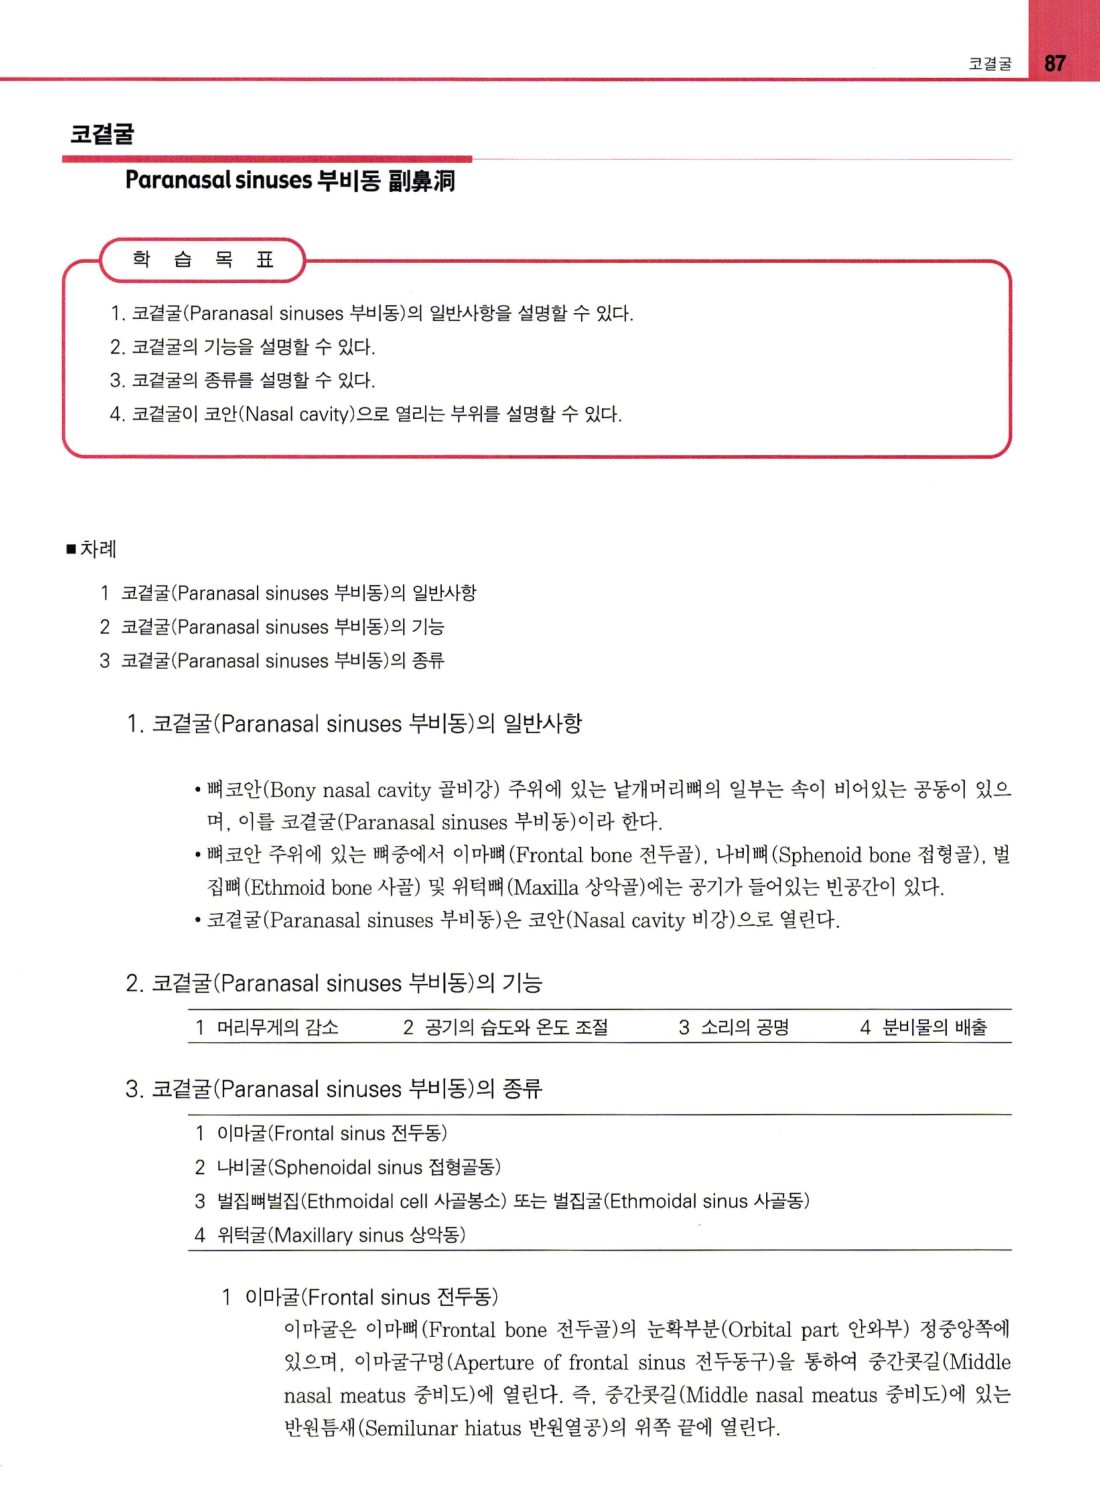 코결굴 87
코곁굴
Paranasal sinuses 부비동 副鼻洞
학 습 목 표
1. 코곁굴(Paranasal sinuses 부비동)의 일반사항을 설명할 수 있다.
2. 코곁굴의 기능을 설명할 수 있다.
3. 코곁굴의 종류를 설명할 수 있다.
4. 코곁굴이 코안(Nasal cavity)으로 열리는 부위를 설명할 수 있다.
■ 차례
1 코곁굴(Paranasal sinuses 부비동)의 일반사항
2 코곁굴(Paranasal sinuses 부비동)의 기능
3 코곁굴(Paranasal sinuses 부비동)의 종류
1. 코곁굴(Paranasal sinuses 부비동)의 일반사항
• 뼈코안(Bony nasal cavity 골비강) 주위에 있는 낱개머리뼈의 일부는 속이 비어있는 공동이 있으
며, 이를 코곁굴(Paranasal sinuses 부비동)이라 한다.
• 뼈코안 주위에 있는 뼈중에서 이마뼈(Frontal bone 전두골), 나비뼈(Sphenoid bone 접형골), 벌
집뼈(Ethmoid bone 사골) 및 위턱뼈(Maxilla 상악골)에는 공기가 들어있는 빈공간이 있다.
• 코곁굴(Paranasal sinuses 부비동)은 코안(Nasal cavity 비강)으로 열린다.
2. 코곁굴(Paranasal sinuses 부비동)의 기능
1 머리무게의 감소 2 공기의 습도와 온도 조절 3 소리의 공명 4 분비물의 배출
3. 코곁굴(Paranasal sinuses 부비동)의 종류
1 이마굴(Frontal sinus 전두동)
2 나비굴(Sphenoidal sinus 접형골동)
3 벌집뼈벌집(Ethmoidal cell 사골봉소) 또는 벌집굴(Ethmoidal sinus 사골동)
4 위턱굴(Maxillary sinus 상악동)
1 이마굴(Frontal sinus 전두동)
이마굴은 이마뼈(Frontal bone 전두골)의 눈확부분(Orbital part 안와부) 정중앙쪽에
있으며, 이마굴구멍(Aperture of frontal sinus 전두동구)을 통하여 중간콧길(Middle
nasal meatus 중비도)에 열린다. 즉, 중간콧길(Middle nasal meatus 중비도)에 있는
반원틈새(Semilunar hiatus 반원열공)의 위쪽 끝에 열린다.